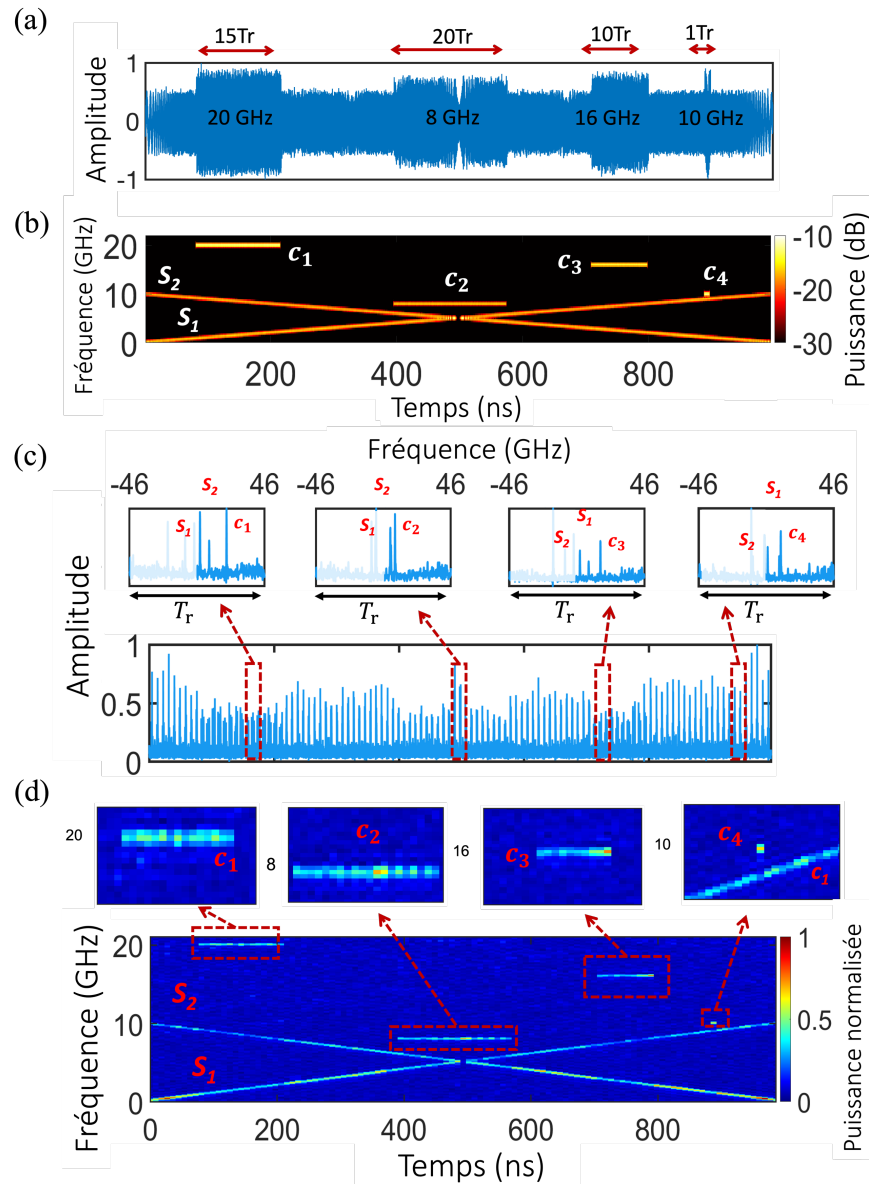 (a)
15Tr 20Tr 10Tr 1Tr
Amplitude
1
0
-1
20 GHz 8 GHz 16 GHz 10 GHz
(b)
Fréquence (GHz)
20
10
0
S₂
S₁
c₁
c₂
c₃
c₄
-10
-20
-30
Puissance (dB)
200 400 600 800
Temps (ns)
(c)
Fréquence (GHz)
-46 S₂ 46
-46 S₂ 46
-46 46
-46 S₁ 46
S₁ c₁
S₁ c₂
S₁
S₂ c₃
S₂ c₄
Tr Tr Tr Tr
Amplitude
1
0.5
0
(d)
20 c₁
8 c₂
16 c₃
10 c₄
c₁
Fréquence (GHz)
20
10
0
S₂
S₁
1
0.5
0
Puissance normalisée
0 200 400 600 800
Temps (ns)